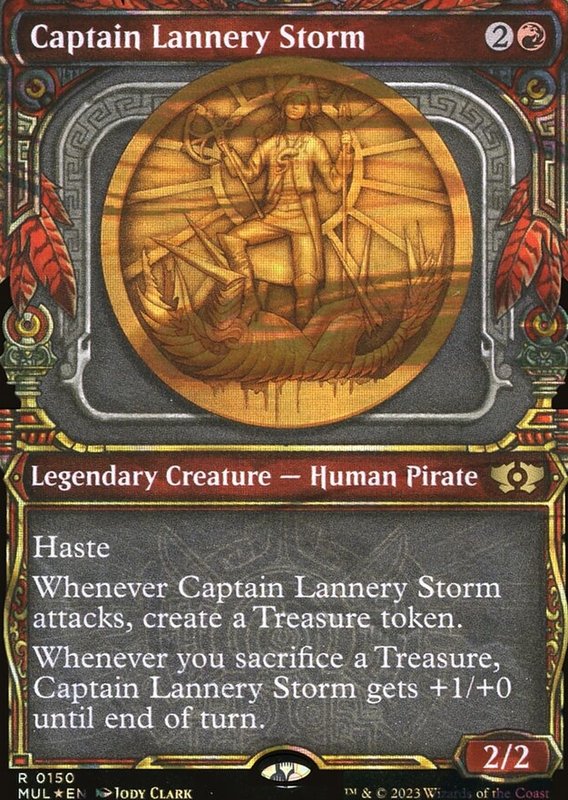 Captain Lannery Storm 2
Legendary Creature — Human Pirate
Haste
Whenever Captain Lannery Storm
attacks, create a Treasure token.
Whenever you sacrifice a Treasure,
Captain Lannery Storm gets +1/+0
until end of turn.
2/2
R 0150
MUL★EN Jody Clark
™ & © 2023 Wizards of the Coast